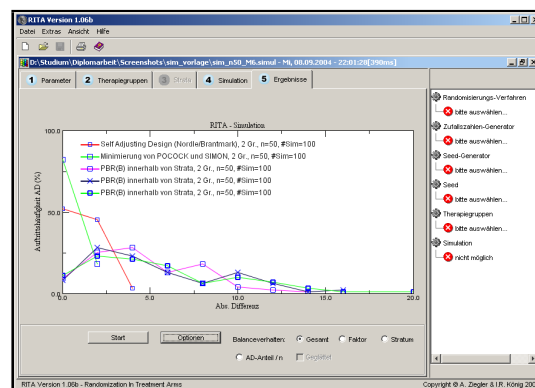 RITA Version 1.06b
Datei Extras Ansicht Hilfe
D:\Studium\Diplomarbeit\Screenshots\sim_vorlage\sim_n50_M6.simul - Mi, 08.09.2004 - 22:01:28[390ms]
1 Parameter 2 Therapiegruppen 3 Strata 4 Simulation 5 Ergebnisse
RITA - Simulation
100.0
Self Adjusting Design (Nordle/Brantmark), 2 Gr., n=50, #Sim=100
Minimierung von POCOCK und SIMON, 2 Gr., n=50, #Sim=100
PBR(B) innerhalb von Strata, 2 Gr., n=50, #Sim=100
PBR(B) innerhalb von Strata, 2 Gr., n=50, #Sim=100
PBR(B) innerhalb von Strata, 2 Gr., n=50, #Sim=100
Auftrittshäufigkeit AD (%)
50.0
0.0
0.0 5.0 10.0 15.0 20.0
Abs. Differenz
Start Optionen Balanceverhalten: Gesamt Faktor Stratum
AD-Anteil / n Geglättet
Randomisierungs-Verfahren
bitte auswählen...
Zufallszahlen-Generator
bitte auswählen...
Seed-Generator
bitte auswählen...
Seed
bitte auswählen...
Therapiegruppen
bitte auswählen...
Simulation
nicht möglich
RITA Version 1.06b - Randomization In Treatment Arms
Copyright @ A. Ziegler & I.R. König 200